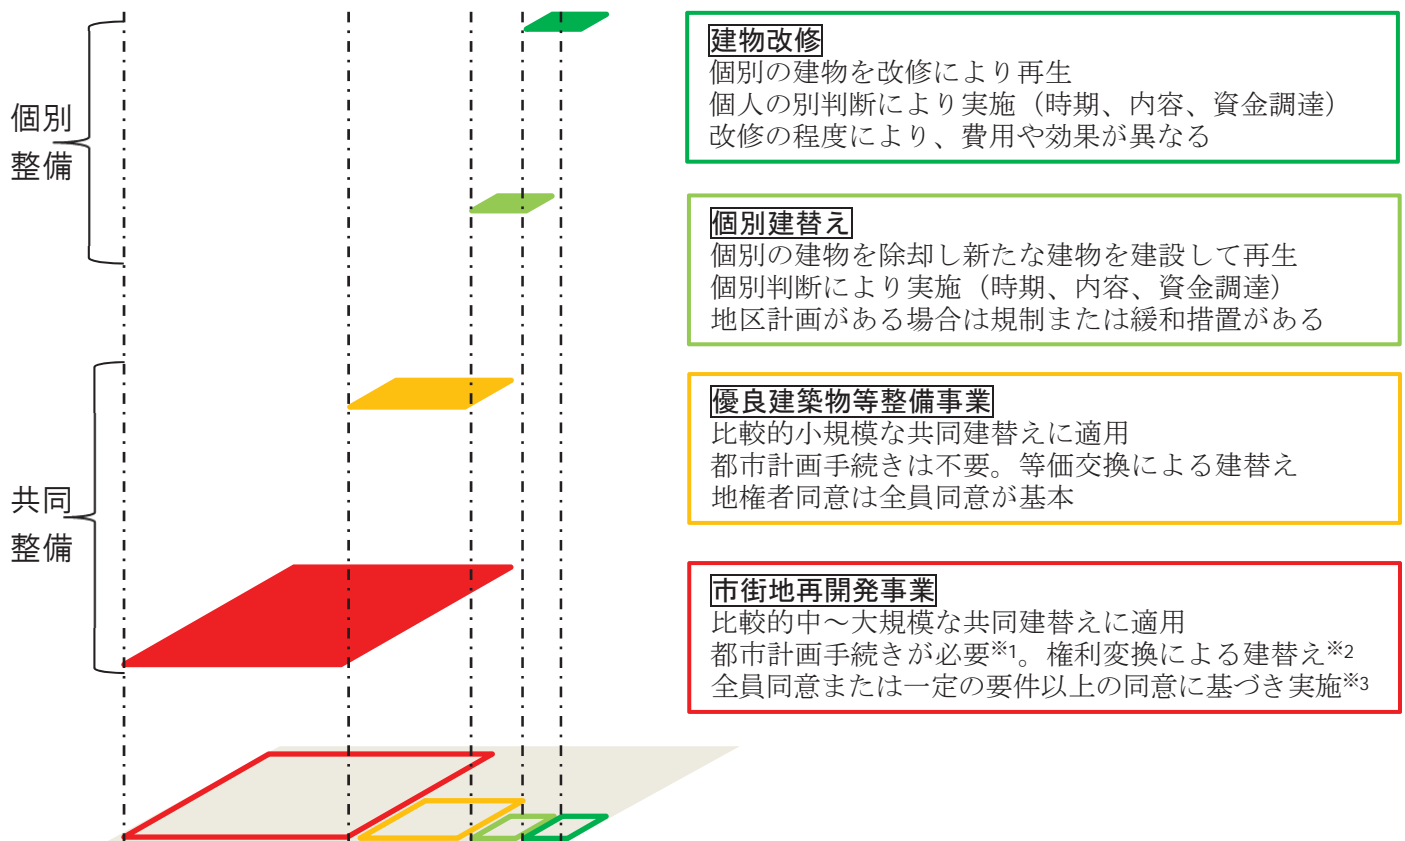 個別
整備
共同
整備
建物改修
個別の建物を改修により再生
個人の別判断により実施（時期、内容、資金調達）
改修の程度により、費用や効果が異なる
個別建替え
個別の建物を除却し新たな建物を建設して再生
個別判断により実施（時期、内容、資金調達）
地区計画がある場合は規制または緩和措置がある
優良建築物等整備事業
比較的小規模な共同建替えに適用
都市計画手続きは不要。等価交換による建替え
地権者同意は全員同意が基本
市街地再開発事業
比較的中～大規模な共同建替えに適用
都市計画手続きが必要※1。権利変換による建替え※2
全員同意または一定の要件以上の同意に基づき実施※3